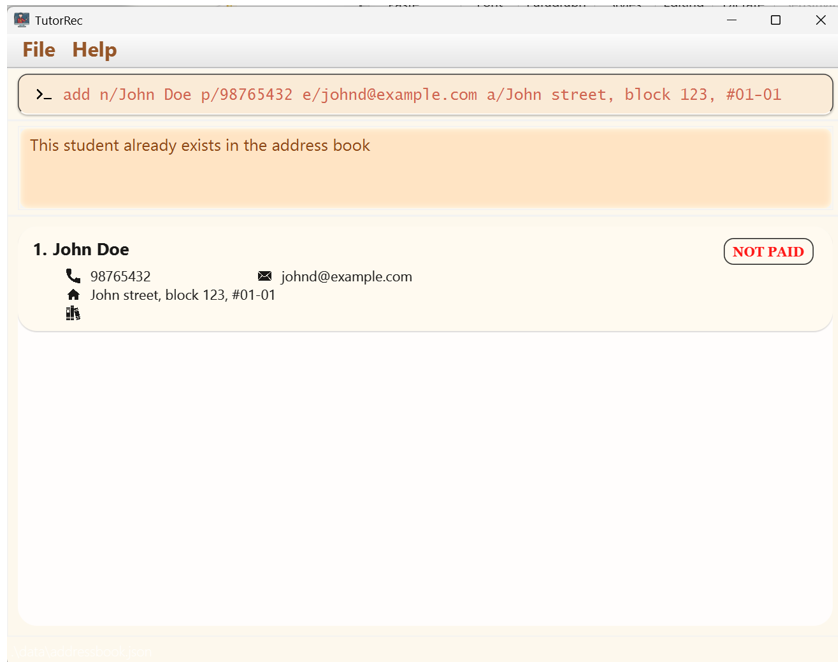 TutorRec
File Help
add n/John Doe p/98765432 e/johnd@example.com a/John street, block 123, #01-01
This student already exists in the address book
1. John Doe
NOT PAID
98765432 johnd@example.com
John street, block 123, #01-01